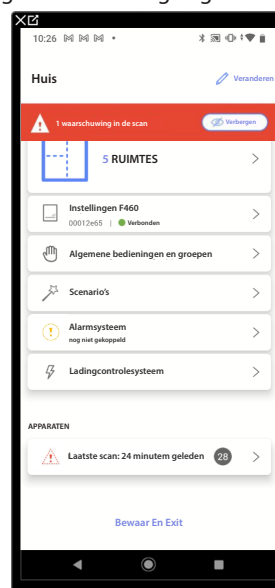 10:26
Huis
Veranderen
1 waarschuwing in de scan
Verbergen
5 RUIMTES
Instellingen F460
00012e65 | Verbonden
Algemene bedieningen en groepen
Scenario's
Alarmsysteem
nog niet gekoppeld
Ladingcontrolesysteem
APPARATEN
Laatste scan: 24 minutem geleden
28
Bewaar En Exit